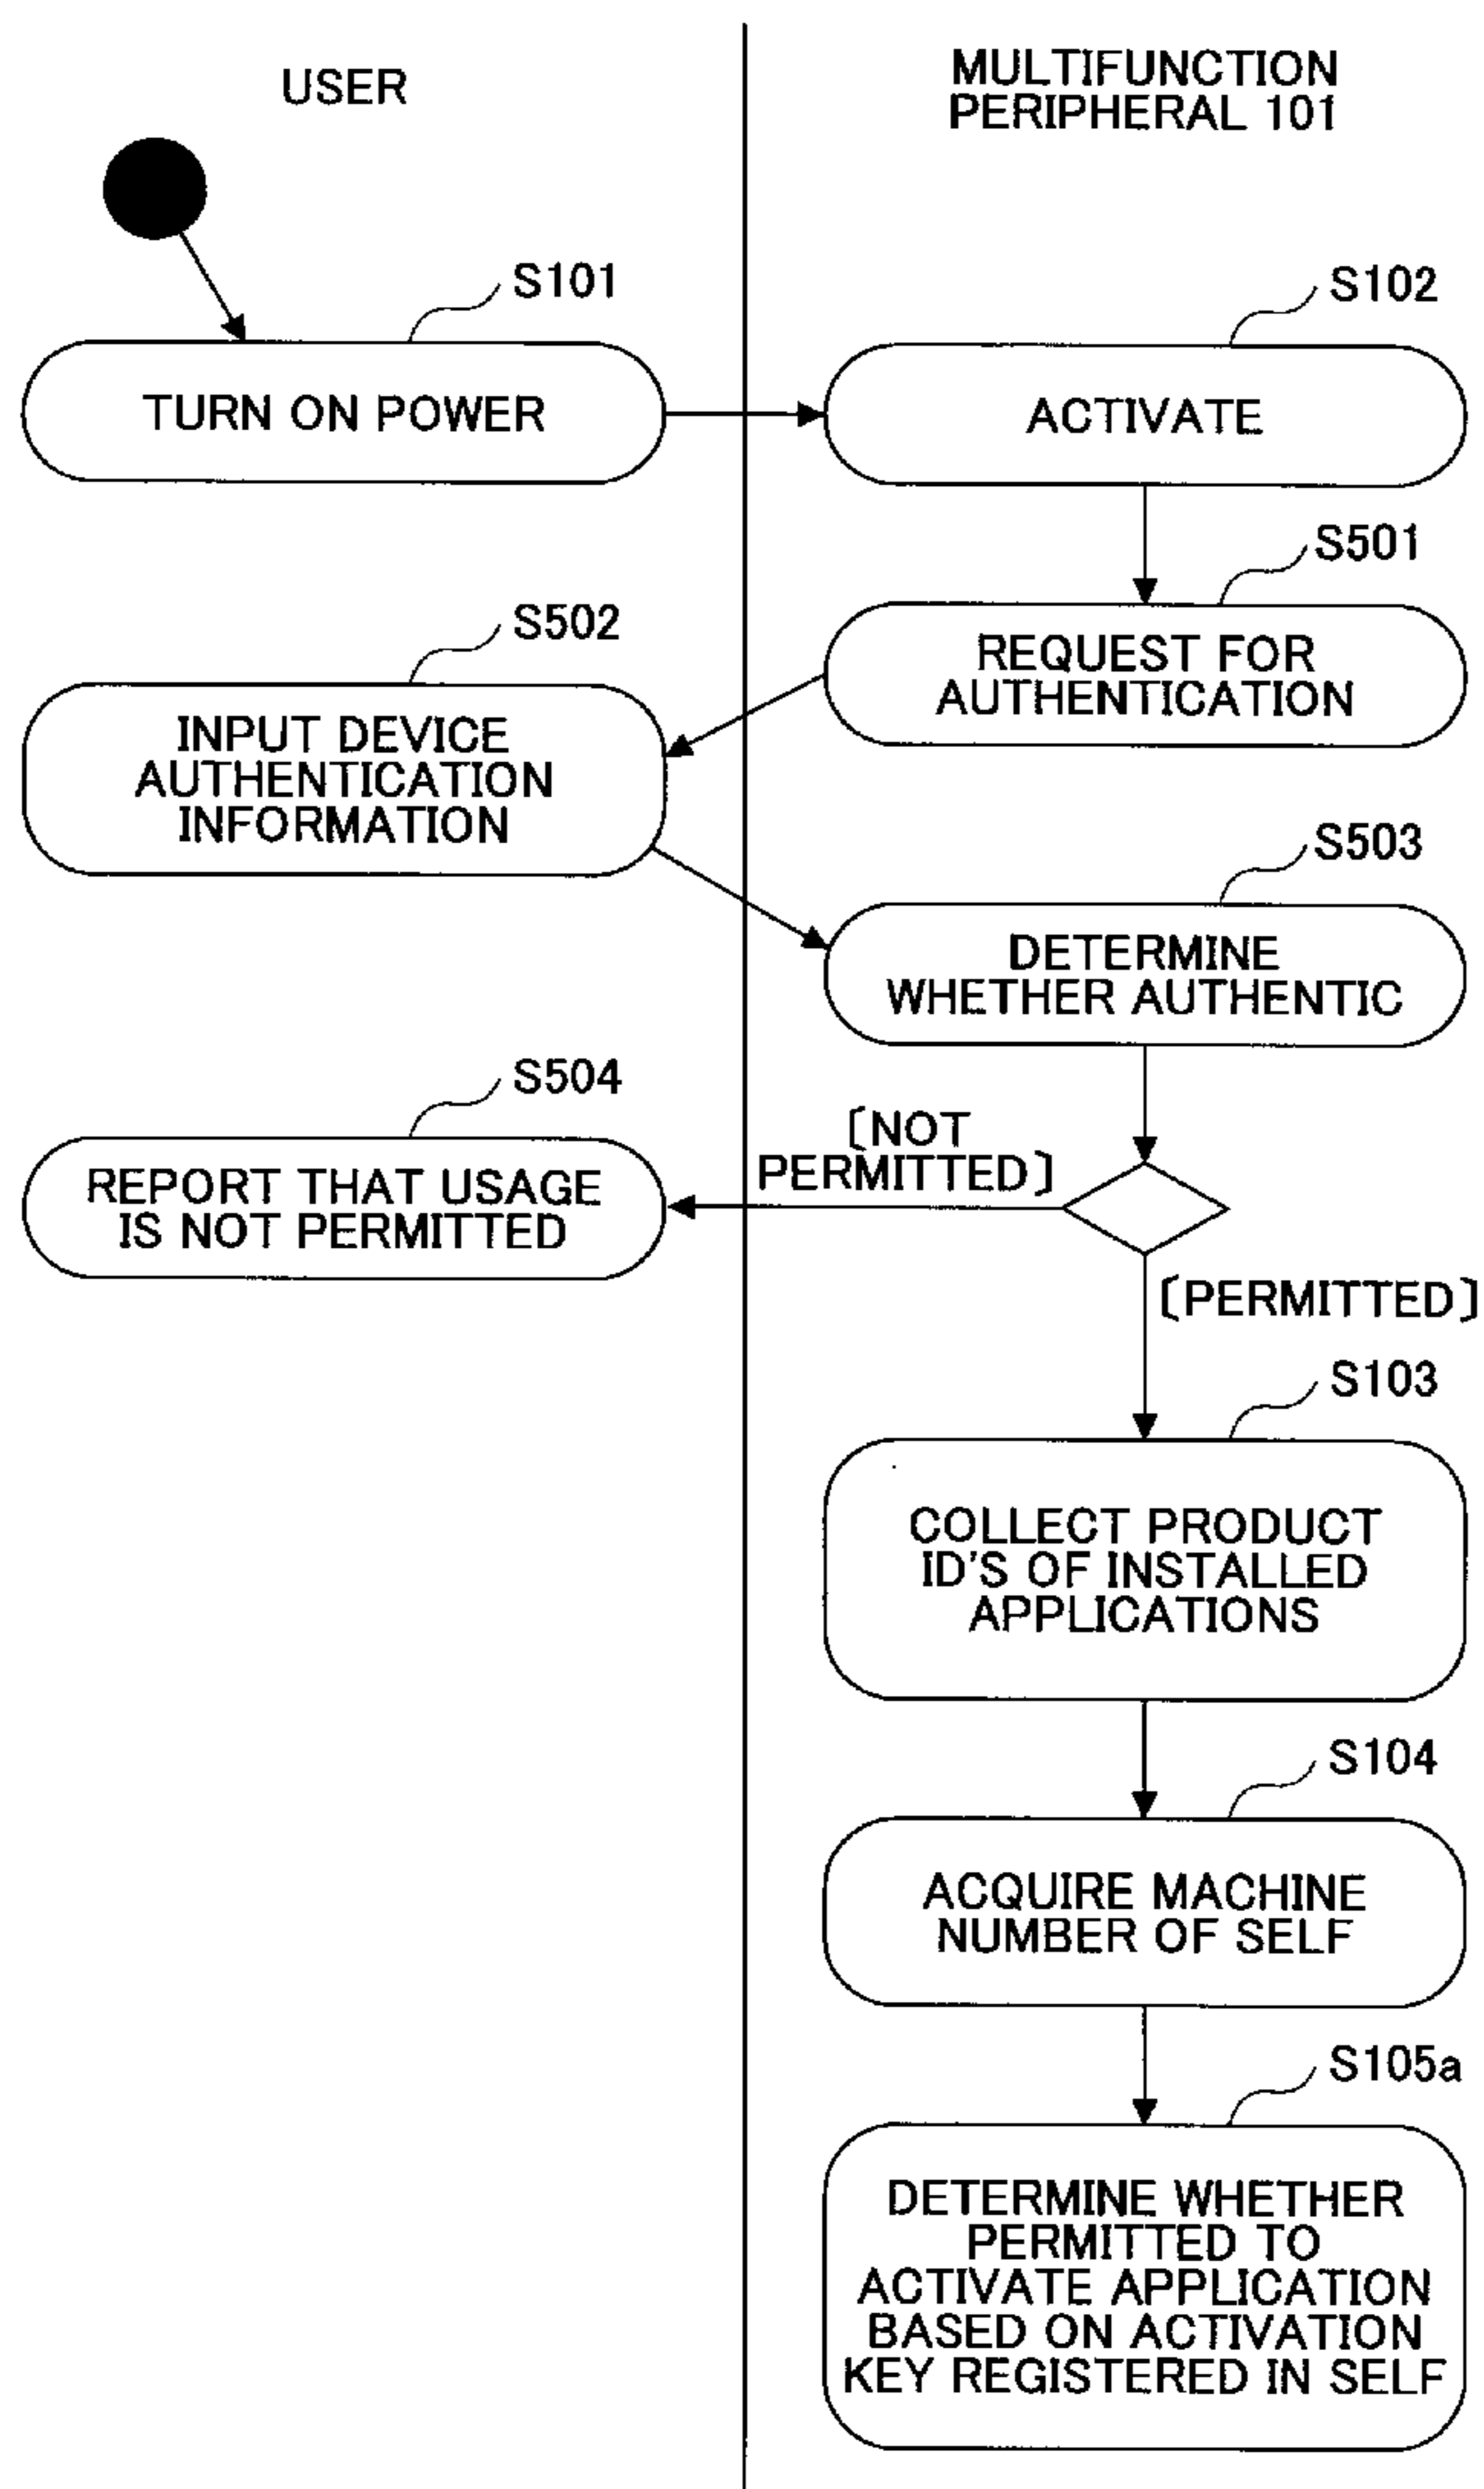 USER
MULTIFUNCTION
PERIPHERAL 101
S101
TURN ON POWER
S102
ACTIVATE
S501
REQUEST FOR
AUTHENTICATION
S502
INPUT DEVICE
AUTHENTICATION
INFORMATION
S503
DETERMINE
WHETHER AUTHENTIC
S504
REPORT THAT USAGE
IS NOT PERMITTED
[NOT
PERMITTED]
[PERMITTED]
S103
COLLECT PRODUCT
ID'S OF INSTALLED
APPLICATIONS
S104
ACQUIRE MACHINE
NUMBER OF SELF
S105a
DETERMINE WHETHER
PERMITTED TO
ACTIVATE APPLICATION
BASED ON ACTIVATION
KEY REGISTERED IN SELF